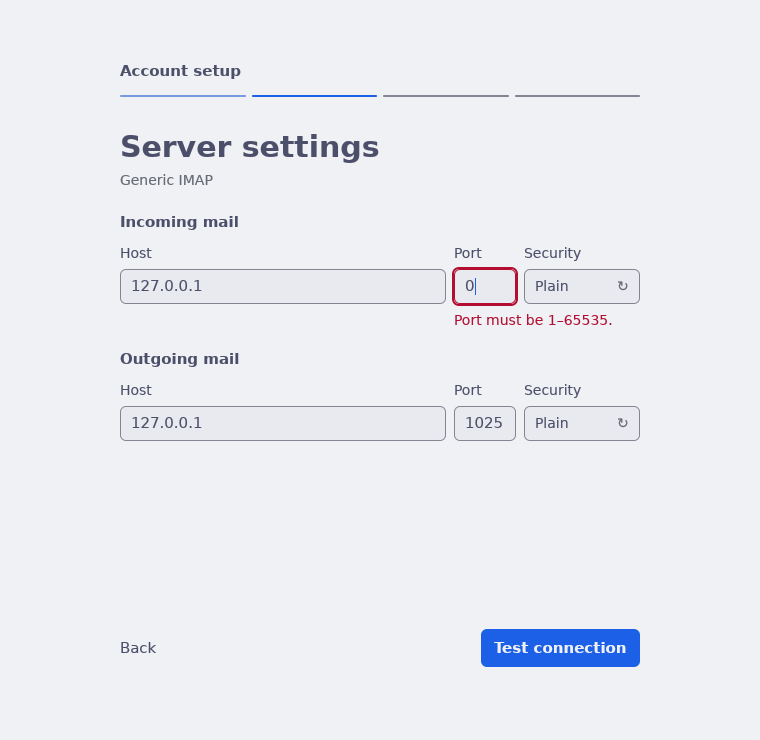 Account setup
Server settings
Generic IMAP
Incoming mail
Host Port Security
127.0.0.1 0 Plain ↻
Port must be 1–65535.
Outgoing mail
Host Port Security
127.0.0.1 1025 Plain ↻
Back Test connection